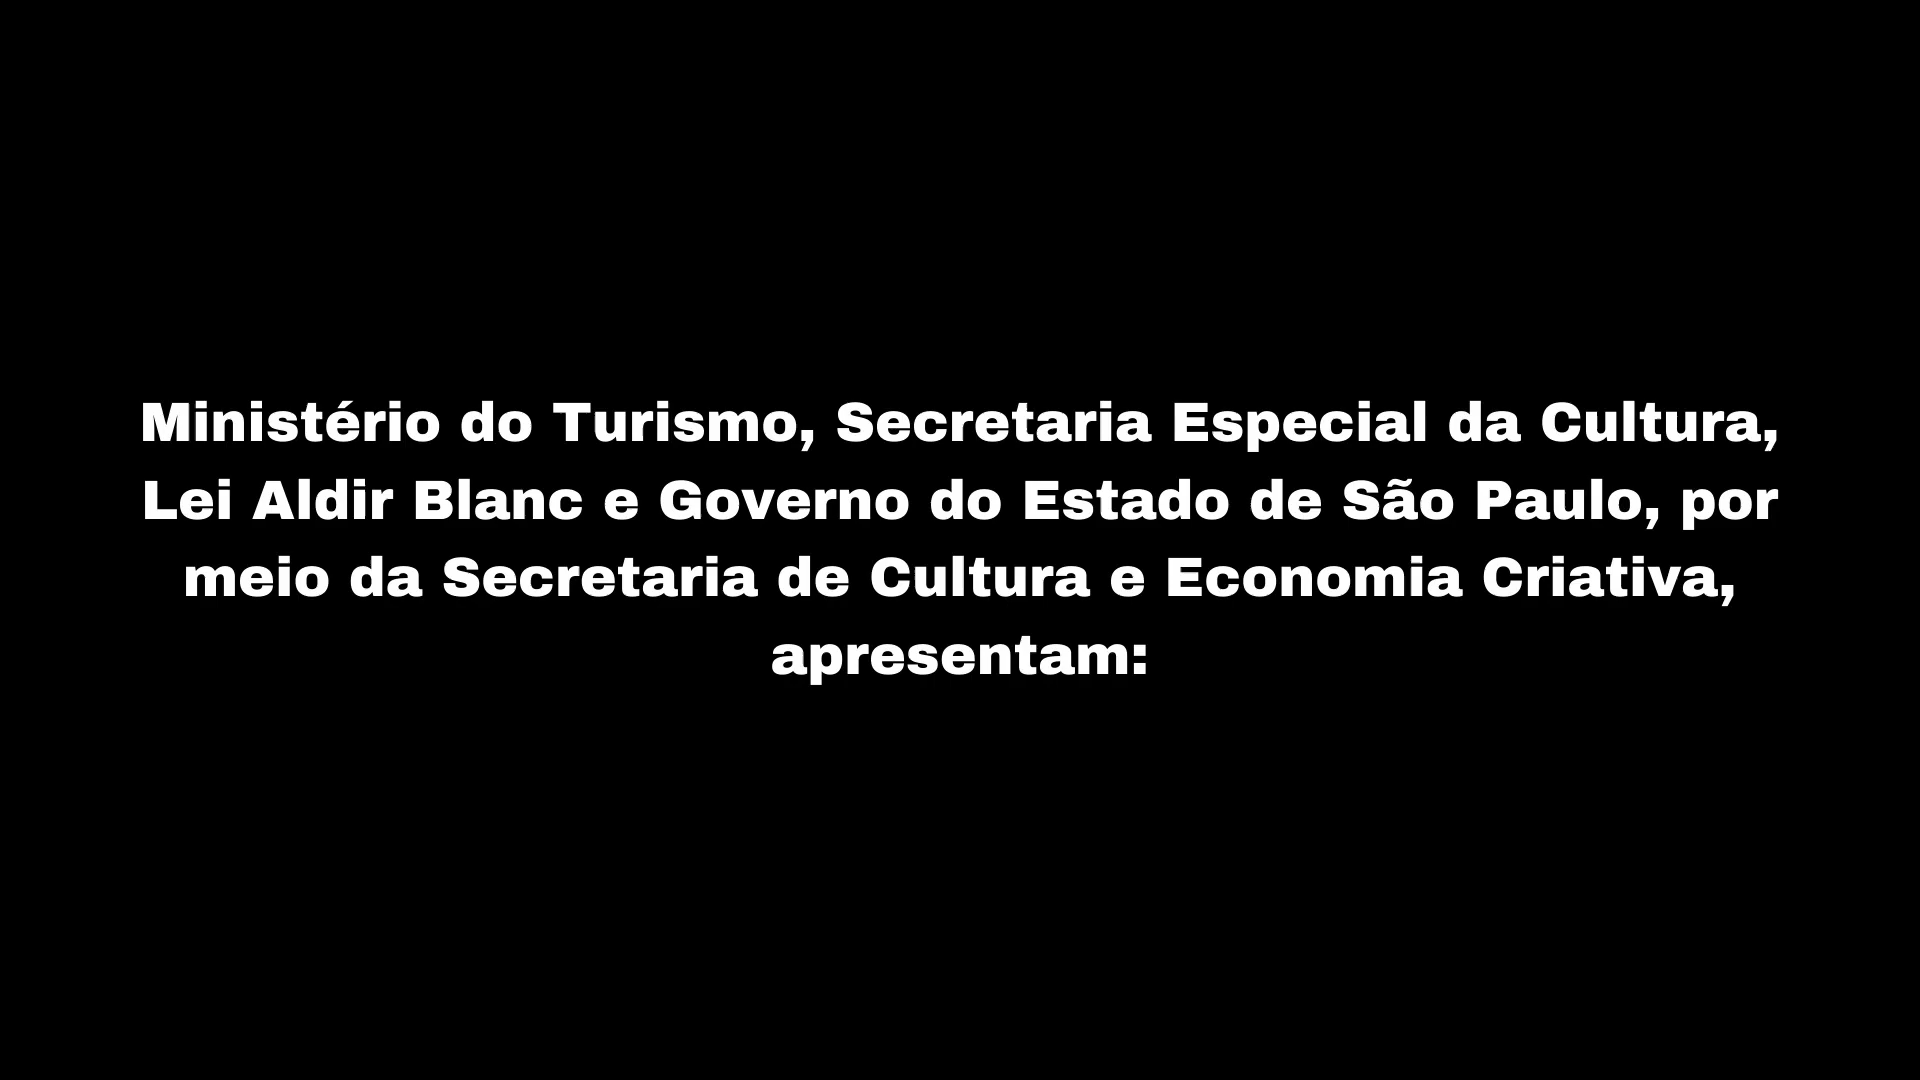 Ministério do Turismo, Secretaria Especial da Cultura,
Lei Aldir Blanc e Governo do Estado de São Paulo, por
meio da Secretaria de Cultura e Economia Criativa,
apresentam: